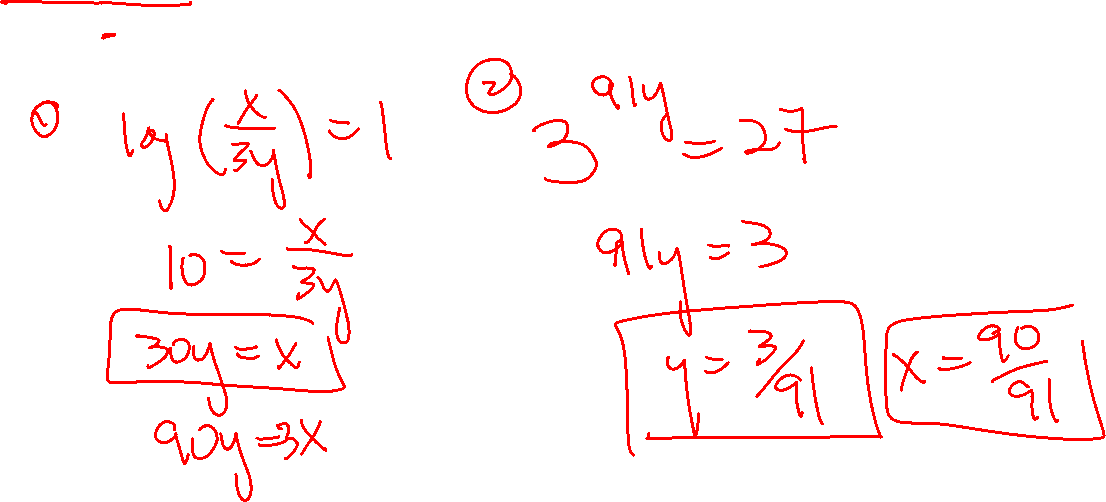 ① log (x/3y) = 1
10 = x/3y
30y = x
90y = 3x
② 3^91y = 27
91y = 3
y = 3/91
x = 90/91